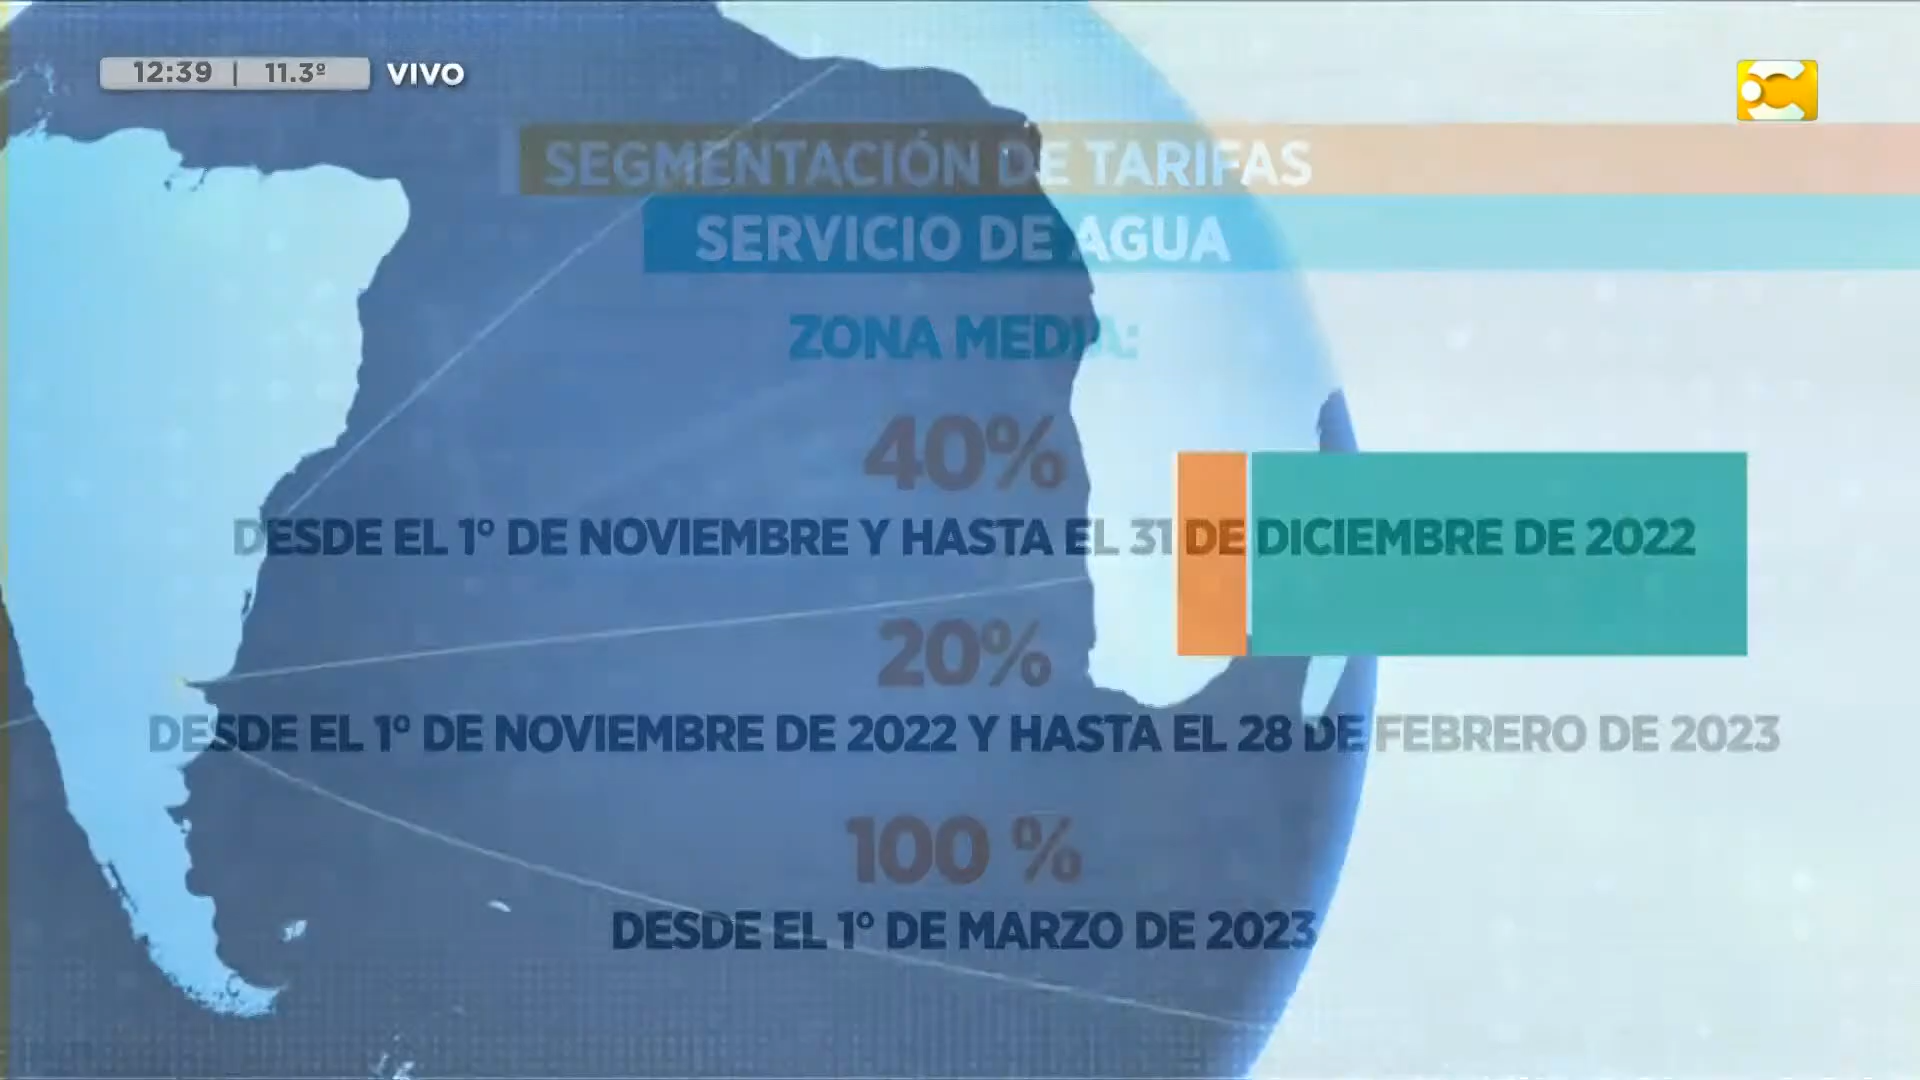 12:39 | 11.3º VIVO
SEGMENTACIÓN DE TARIFAS
SERVICIO DE AGUA
ZONA MEDIA:
40%
DESDE EL 1º DE NOVIEMBRE Y HASTA EL 31 DE DICIEMBRE DE 2022
20%
DESDE EL 1º DE NOVIEMBRE DE 2022 Y HASTA EL 28 DE FEBRERO DE 2023
100 %
DESDE EL 1º DE MARZO DE 2023